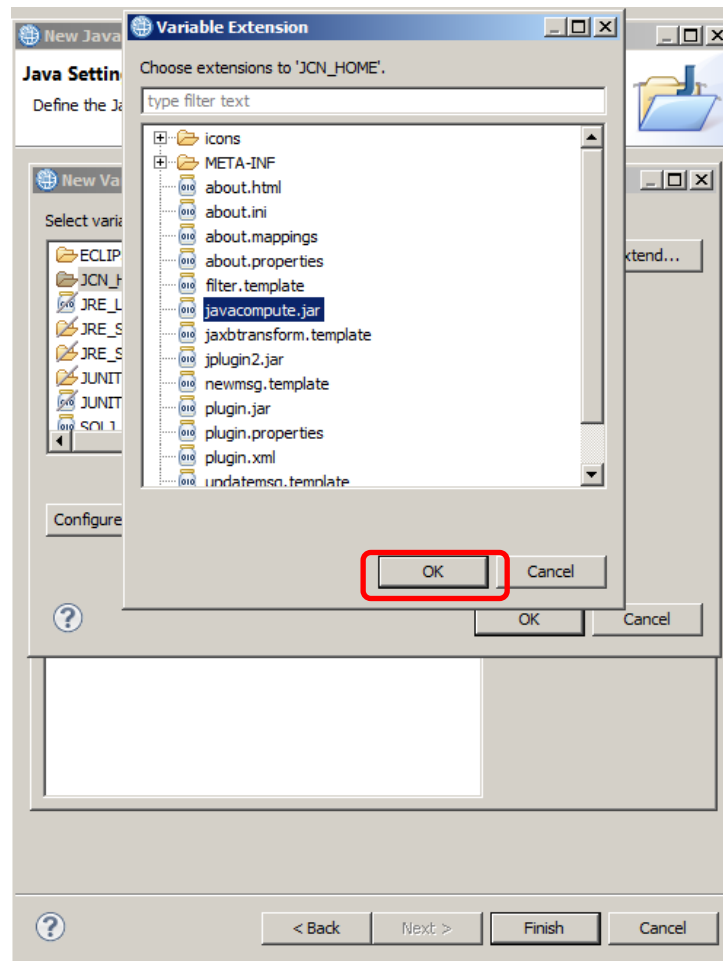 New Java
Variable Extension
Java Settin
Define the Ja
Choose extensions to 'JCN_HOME'.
type filter text
icons
META-INF
about.html
about.ini
about.mappings
about.properties
filter.template
javacompute.jar
jaxbtransform.template
jplugin2.jar
newmsg.template
plugin.jar
plugin.properties
plugin.xml
updatemsg.template
New Va
Select varia
ECLIP
JCN_H
JRE_L
JRE_S
JRE_S
JUNIT
JUNIT
SQLJ
xtend...
Configure
OK
Cancel
OK
Cancel
< Back
Next >
Finish
Cancel